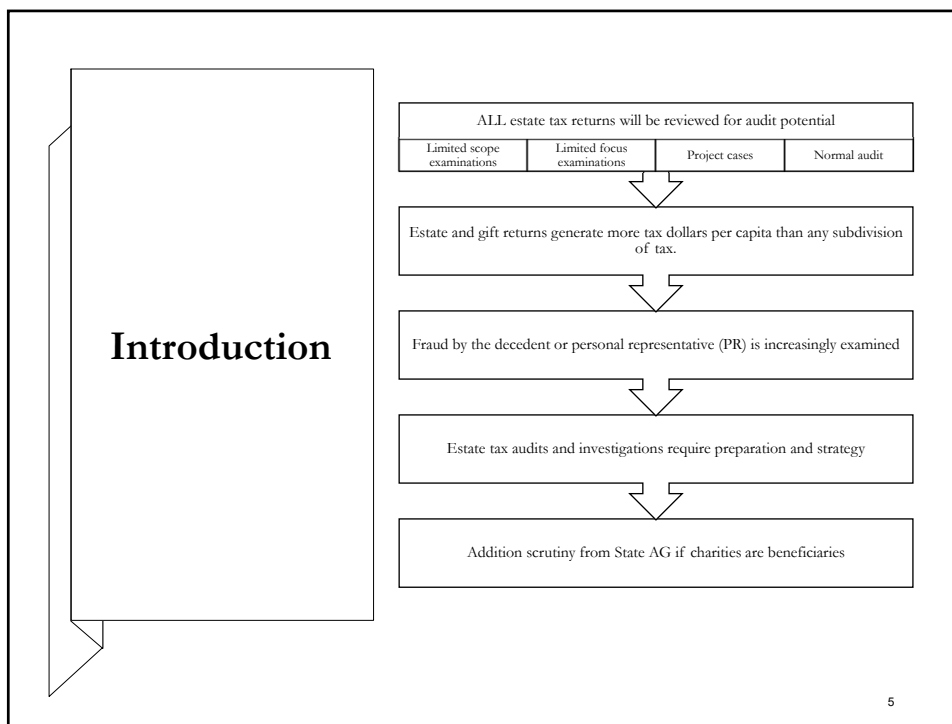 Introduction
ALL estate tax returns will be reviewed for audit potential
Limited scope
examinations
Limited focus
examinations
Project cases
Normal audit
Estate and gift returns generate more tax dollars per capita than any subdivision
of tax.
Fraud by the decedent or personal representative (PR) is increasingly examined
Estate tax audits and investigations require preparation and strategy
Addition scrutiny from State AG if charities are beneficiaries
5